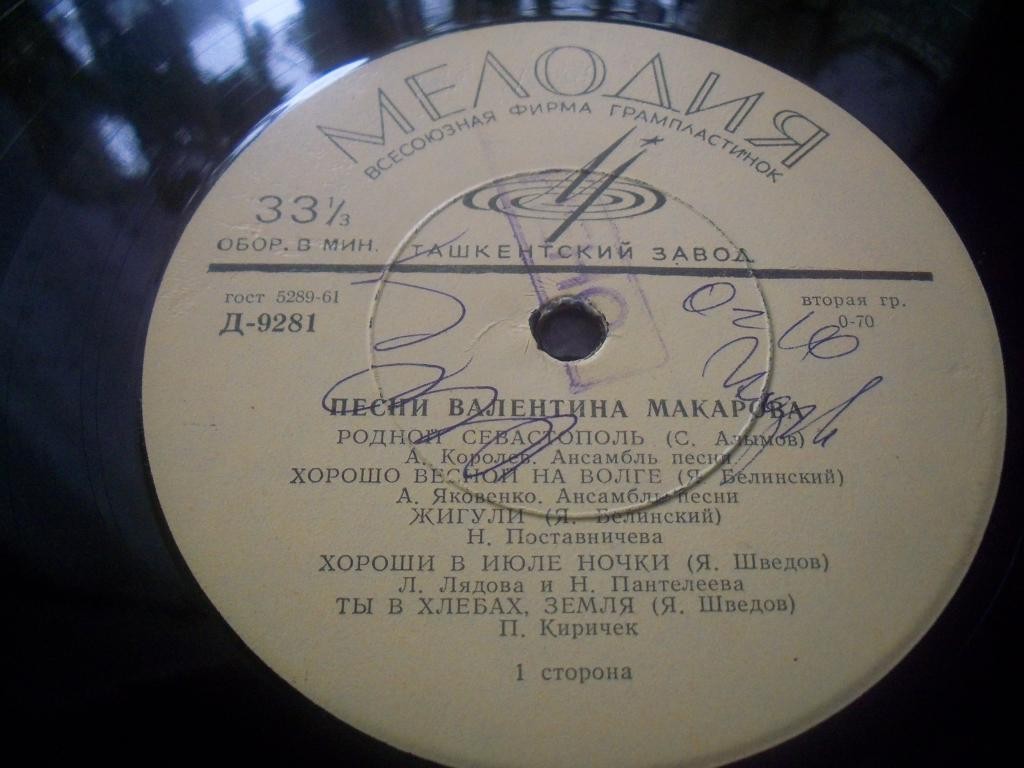 МЕЛОДИЯ
ВСЕСОЮЗНАЯ ФИРМА ГРАМПЛАСТИНОК
33⅓
ОБОР. В МИН.
ТАШКЕНТСКИЙ ЗАВОД
гост 5289-61
вторая гр.
Д-9281
0-70
ПЕСНИ ВАЛЕНТИНА МАКАРОВА
РОДНОЙ СЕВАСТОПОЛЬ (С. Алымов)
А. Королев. Ансамбль песни
ХОРОШО ВЕСНОЙ НА ВОЛГЕ (Я. Белинский)
А. Яковенко. Ансамбль песни
ЖИГУЛИ (Я. Белинский)
Н. Поставничева
ХОРОШИ В ИЮЛЕ НОЧКИ (Я. Шведов)
Л. Лядова и Н. Пантелеева
ТЫ В ХЛЕБАХ, ЗЕМЛЯ (Я. Шведов)
П. Киричек
1 сторона